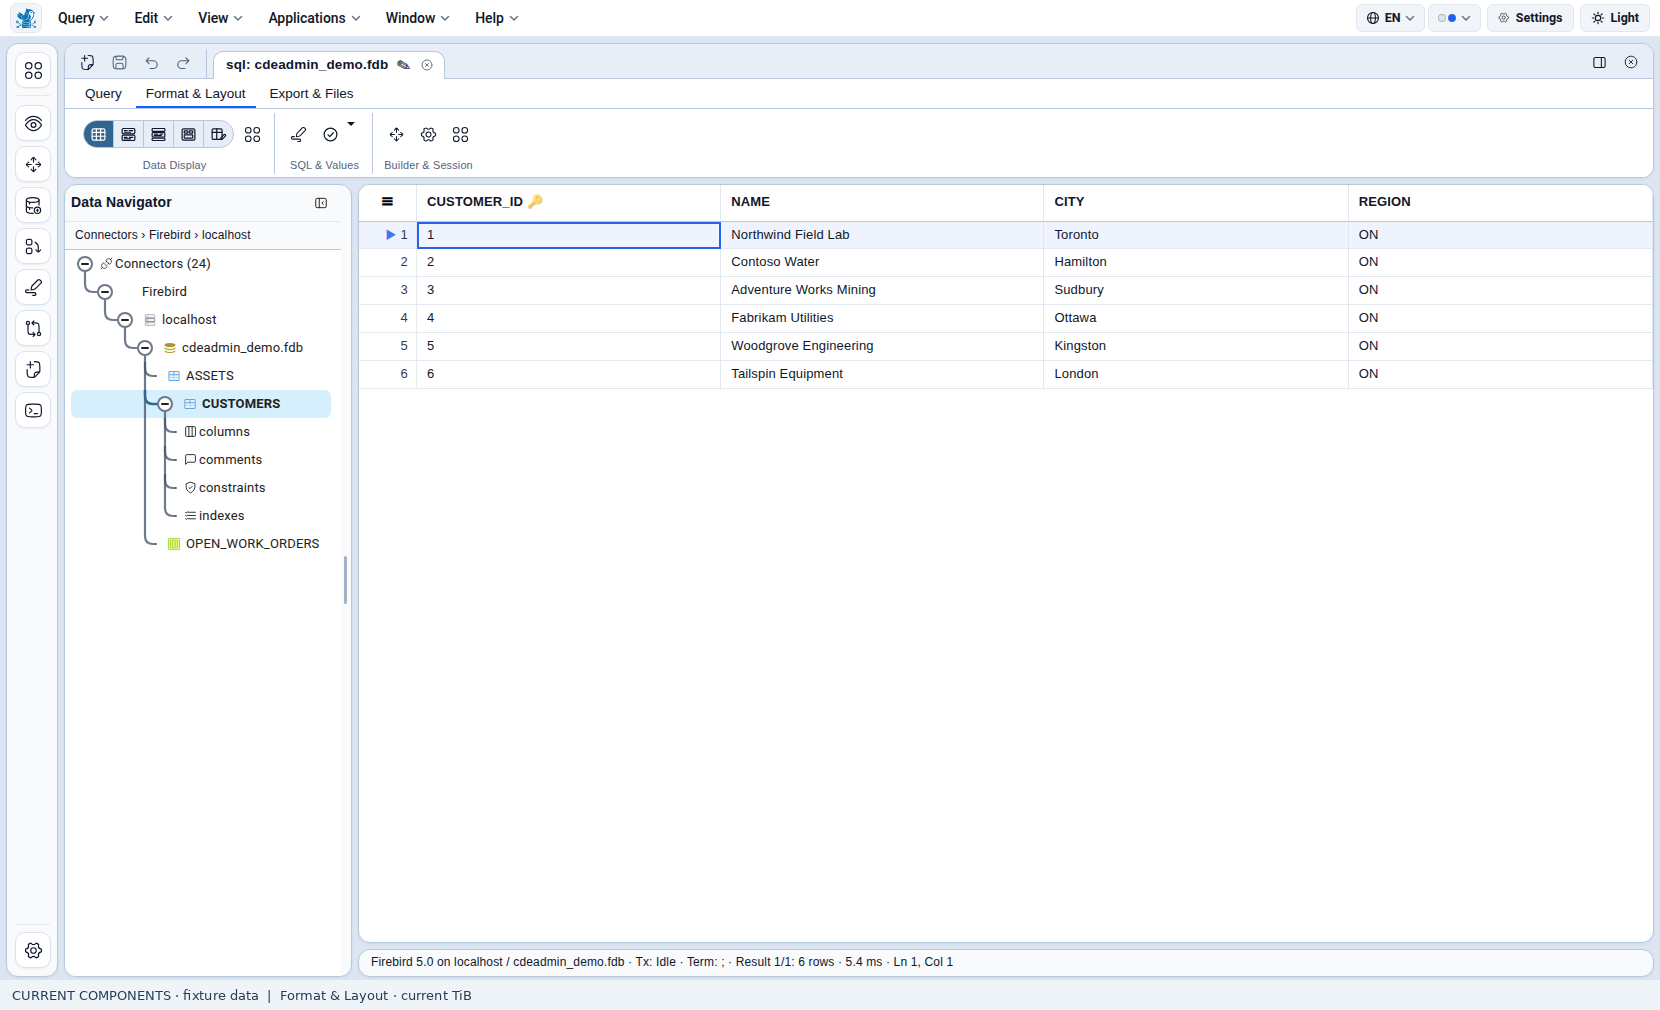 Query Edit View Applications Window Help EN Settings Light
sql: cdeadmin_demo.fdb
Query Format & Layout Export & Files
Data Display SQL & Values Builder & Session
Data Navigator
Connectors › Firebird › localhost
Connectors (24)
Firebird
localhost
cdeadmin_demo.fdb
ASSETS
CUSTOMERS
columns
comments
constraints
indexes
OPEN_WORK_ORDERS
CUSTOMER_ID NAME CITY REGION
1 1 Northwind Field Lab Toronto ON
2 2 Contoso Water Hamilton ON
3 3 Adventure Works Mining Sudbury ON
4 4 Fabrikam Utilities Ottawa ON
5 5 Woodgrove Engineering Kingston ON
6 6 Tailspin Equipment London ON
Firebird 5.0 on localhost / cdeadmin_demo.fdb · Tx: Idle · Term: ; · Result 1/1: 6 rows · 5.4 ms · Ln 1, Col 1
CURRENT COMPONENTS · fixture data | Format & Layout · current TiB